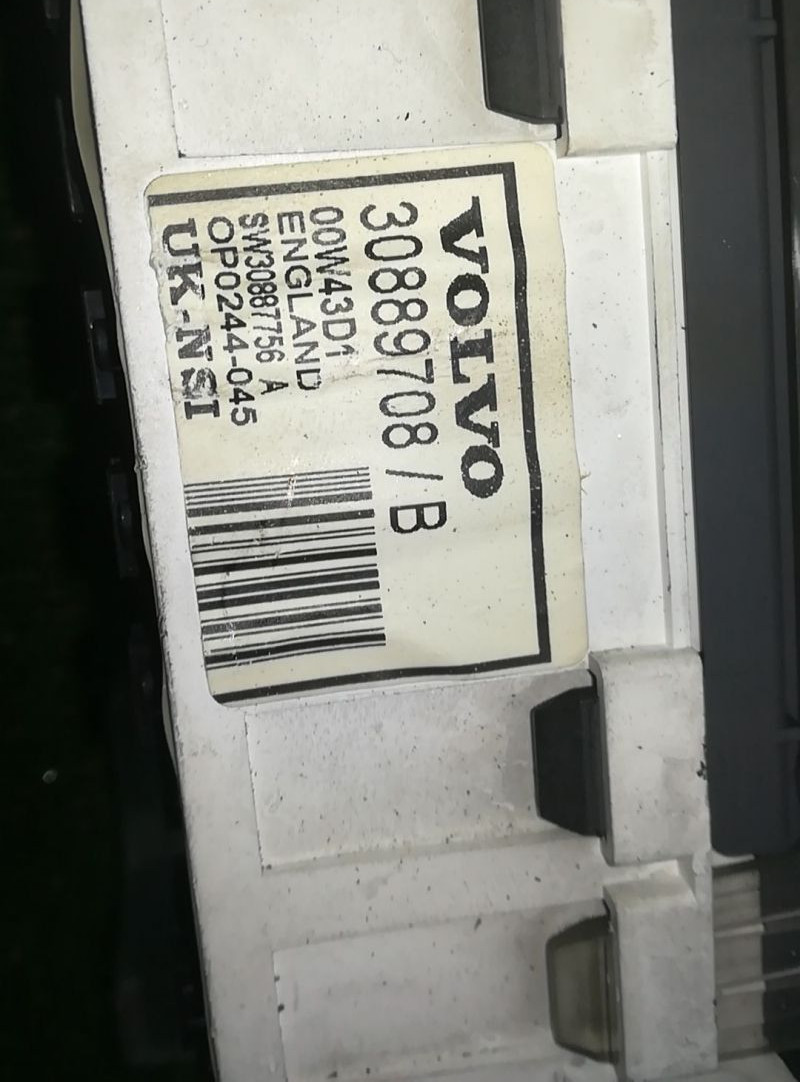 VOLVO
30889708 / B
00W43D1
ENGLAND
SW30887756 A
OP0244-045
UK-NSI